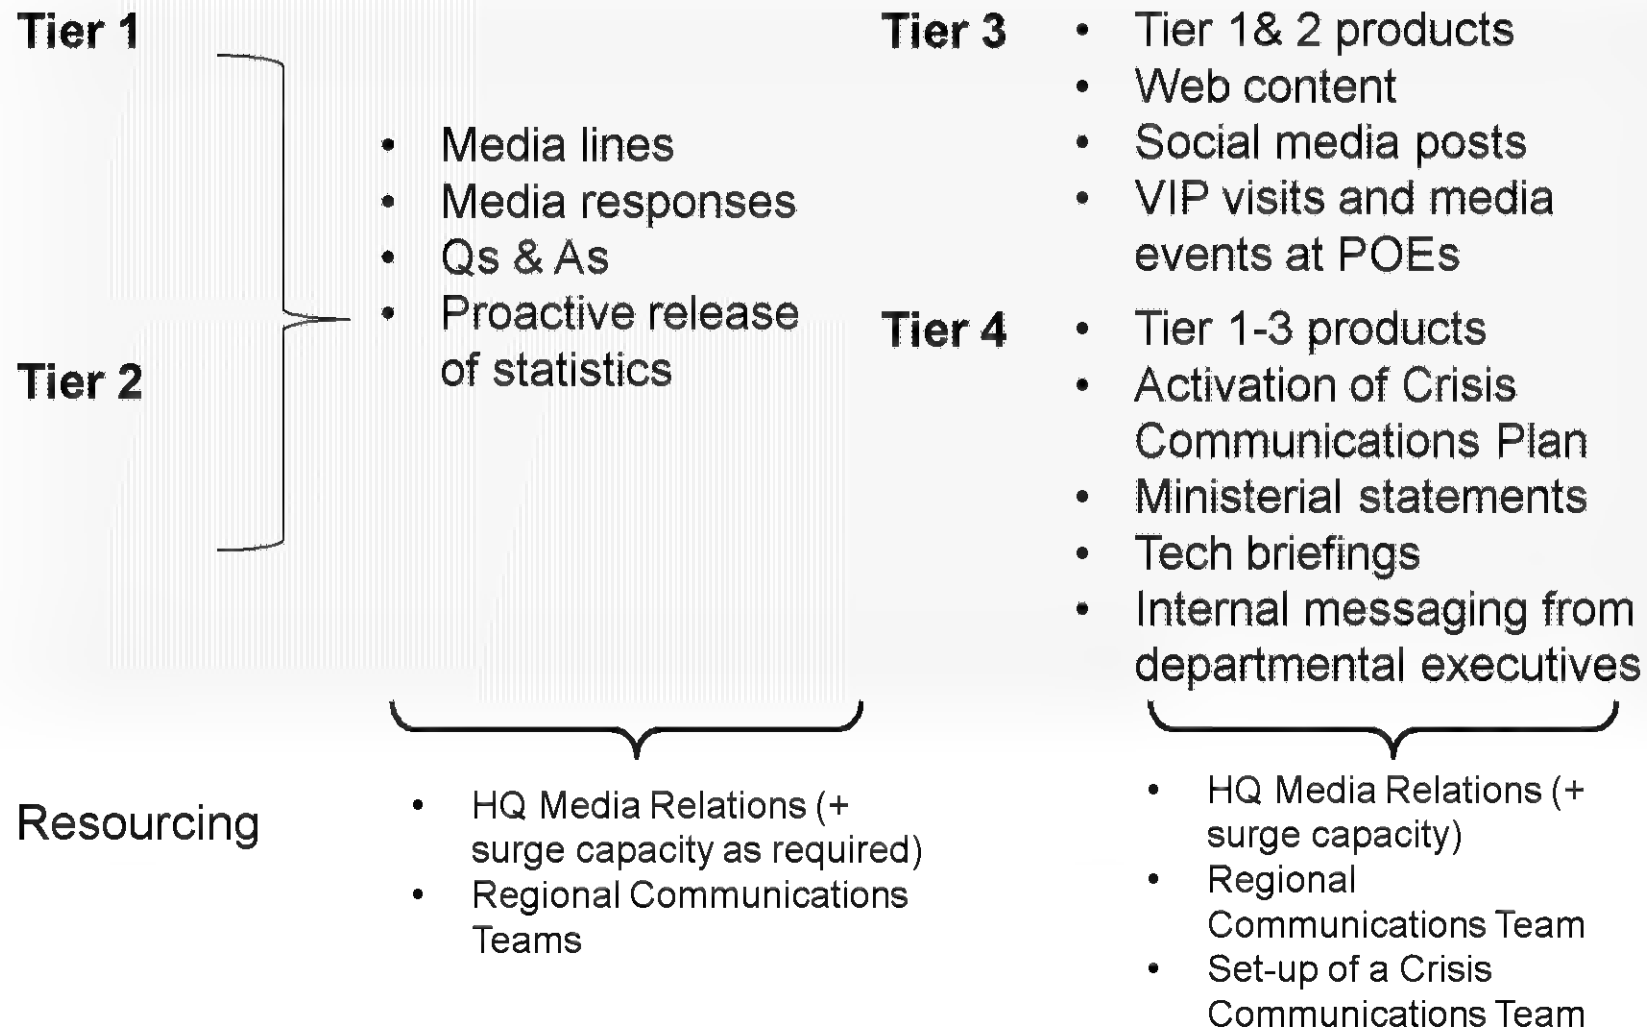 Tier 1
• Media lines
• Media responses
• Qs & As
• Proactive release
of statistics
Tier 2
Tier 3
• Tier 1& 2 products
• Web content
• Social media posts
• VIP visits and media
events at POEs
Tier 4
• Tier 1-3 products
• Activation of Crisis
Communications Plan
• Ministerial statements
• Tech briefings
• Internal messaging from
departmental executives
Resourcing
• HQ Media Relations (+
surge capacity as required)
• Regional Communications
Teams
• HQ Media Relations (+
surge capacity)
• Regional
Communications Team
• Set-up of a Crisis
Communications Team